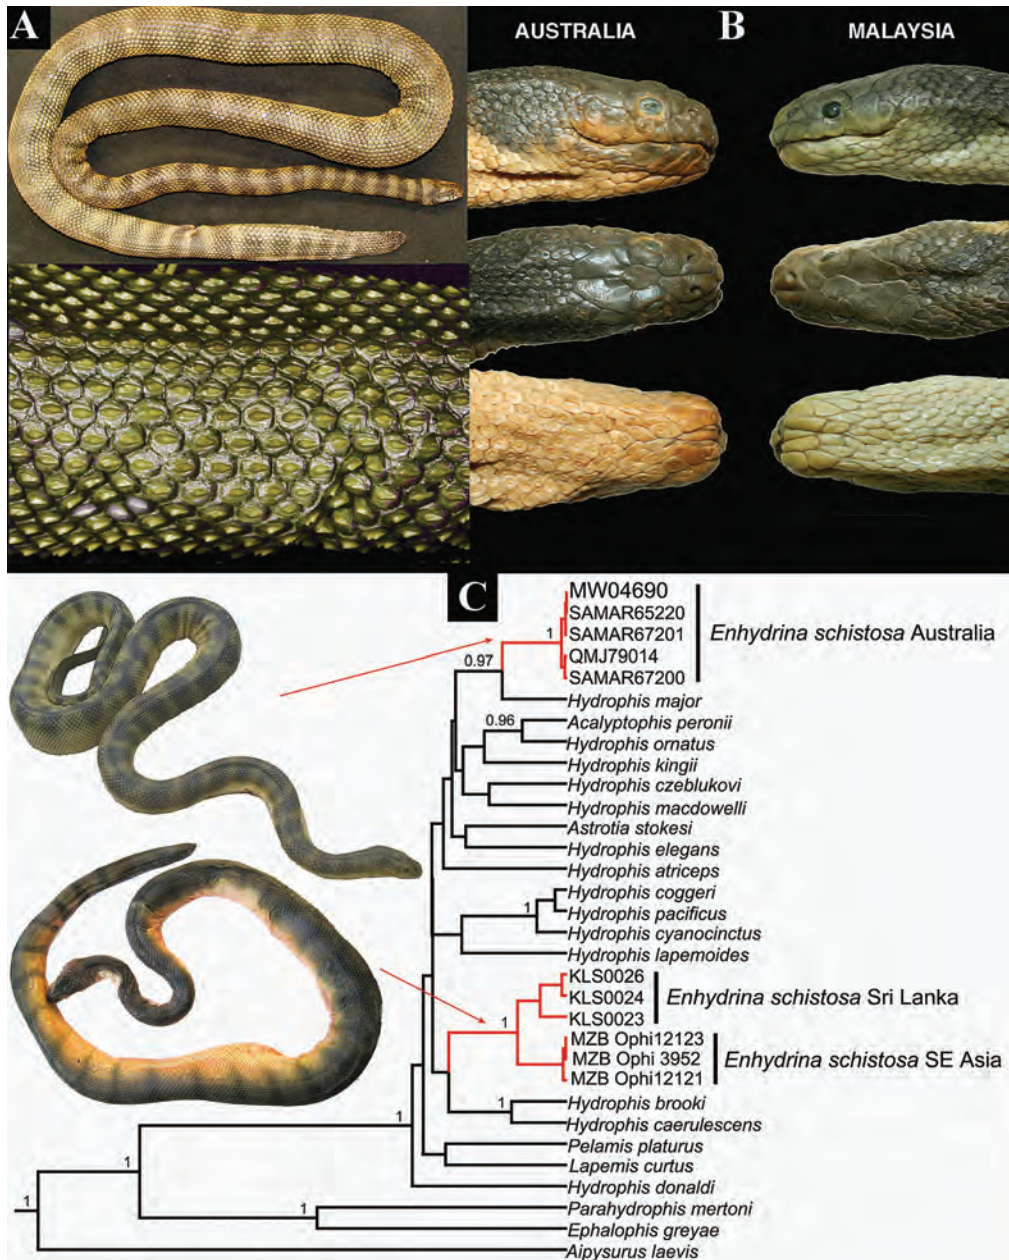 A
AUSTRALIA
B
MALAYSIA
C
MW04690
SAMAR65220
SAMAR67201
QMJ79014
SAMAR67200
1
Enhydrina schistosa Australia
0.97
Hydrophis major
Acalyptophis peronii
0.96
Hydrophis ornatus
Hydrophis kingii
Hydrophis czeblukovi
Hydrophis macdowelli
Astrotia stokesi
Hydrophis elegans
Hydrophis atriceps
Hydrophis coggeri
1
Hydrophis pacificus
Hydrophis cyanocinctus
Hydrophis lapemoides
KLS0026
KLS0024
KLS0023
Enhydrina schistosa Sri Lanka
1
MZB Ophi12123
MZB Ophi 3952
MZB Ophi12121
Enhydrina schistosa SE Asia
Hydrophis brooki
1
Hydrophis caerulescens
1
Pelamis platurus
Lapemis curtus
1
Hydrophis donaldi
1
Parahydrophis mertoni
1
Ephalophis greyae
Aipysurus laevis